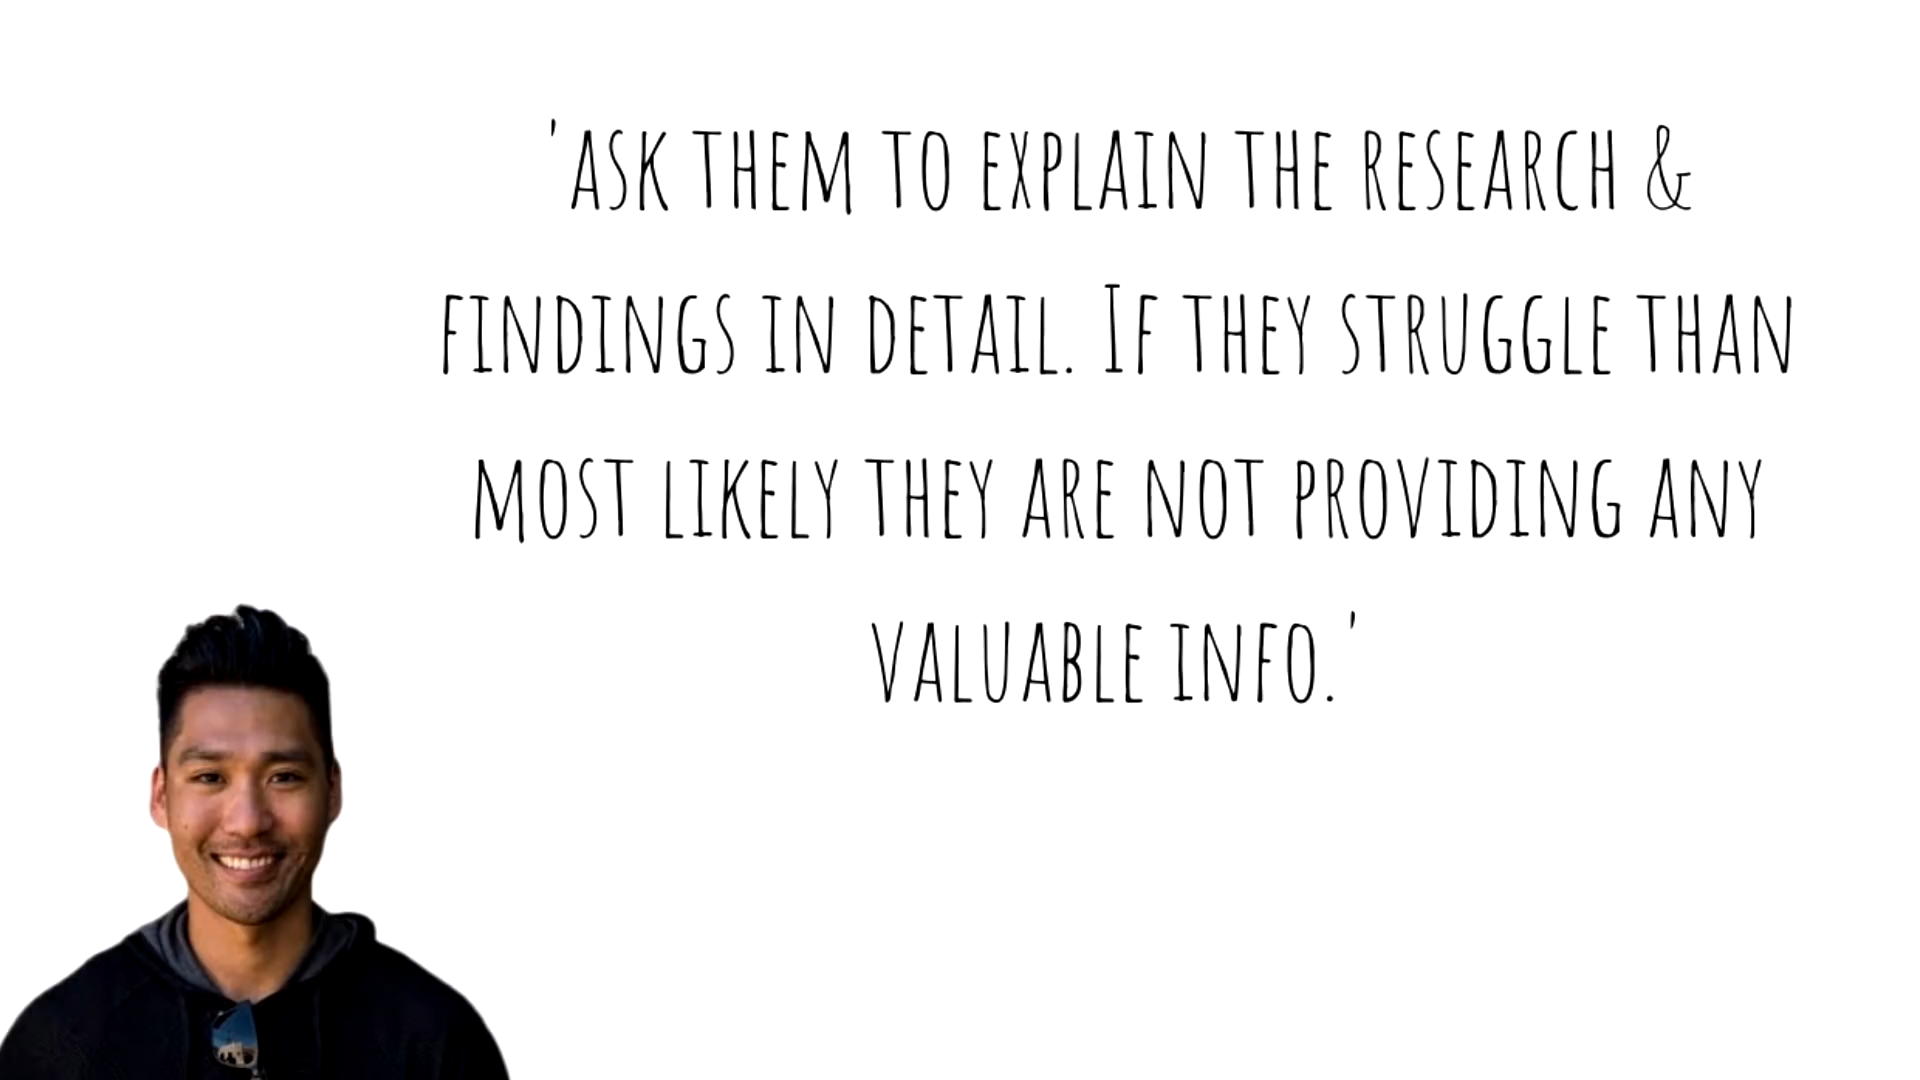 'ASK THEM TO EXPLAIN THE RESEARCH &
FINDINGS IN DETAIL. IF THEY STRUGGLE THAN
MOST LIKELY THEY ARE NOT PROVIDING ANY
VALUABLE INFO.'